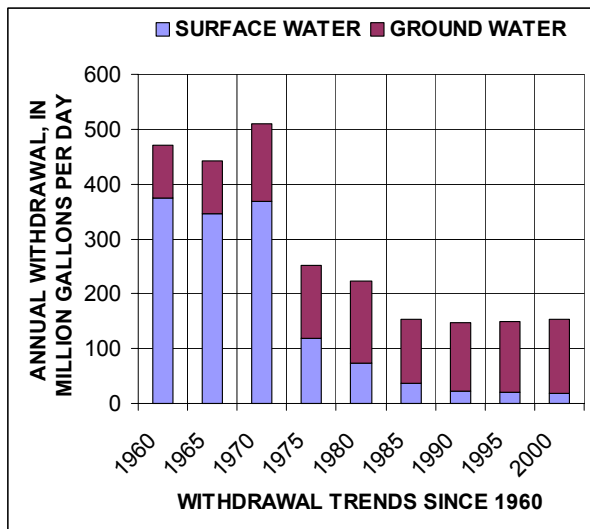 SURFACE WATER GROUND WATER
ANNUAL WITHDRAWAL, IN
MILLION GALLONS PER DAY
600
500
400
300
200
100
0
1960 1965 1970 1975 1980 1985 1990 1995 2000
WITHDRAWAL TRENDS SINCE 1960